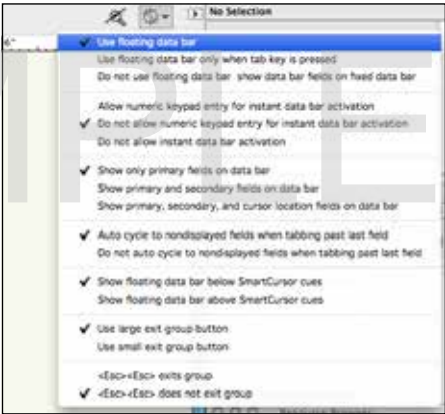 No Selection
6"
✓ Use floating data bar
Use floating data bar only when tab key is pressed
Do not use floating data bar show data bar fields on fixed data bar
Allow numeric keypad entry for instant data bar activation
✓ Do not allow numeric keypad entry for instant data bar activation
Do not allow instant data bar activation
✓ Show only primary fields on data bar
Show primary and secondary fields on data bar
Show primary, secondary, and cursor location fields on data bar
✓ Auto cycle to nondisplayed fields when tabbing past last field
Do not auto cycle to nondisplayed fields when tabbing past last field
✓ Show floating data bar below SmartCursor cues
Show floating data bar above SmartCursor cues
✓ Use large exit group button
Use small exit group button
<Esc><Esc> exits group
✓ <Esc><Esc> does not exit group